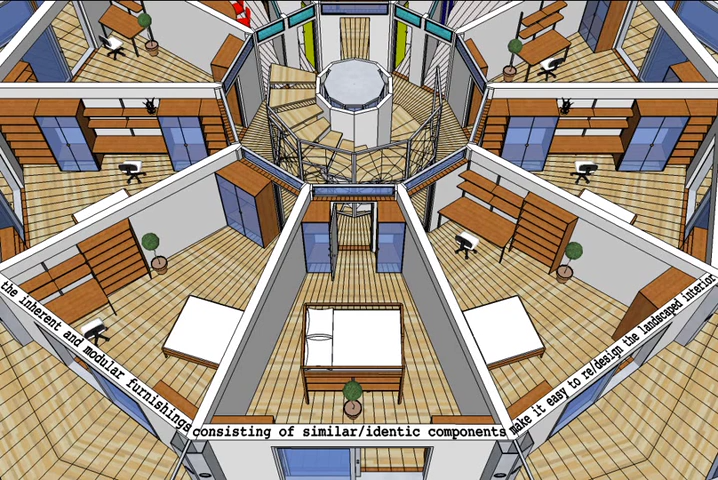 the inherent and modular furnishings
consisting of similar/identic components
make it easy to re/design the landscaped interior